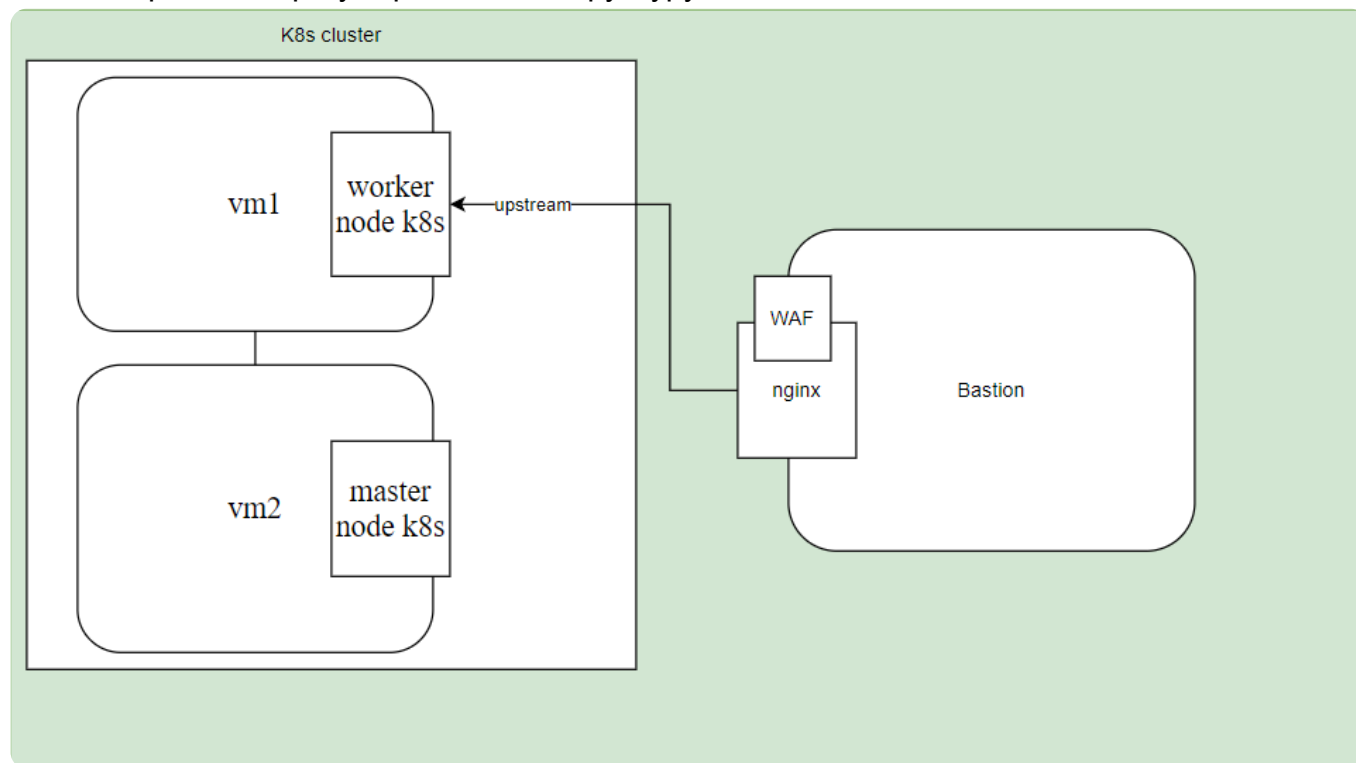 K8s cluster
vm1
worker
node k8s
upstream
WAF
nginx
Bastion
vm2
master
node k8s